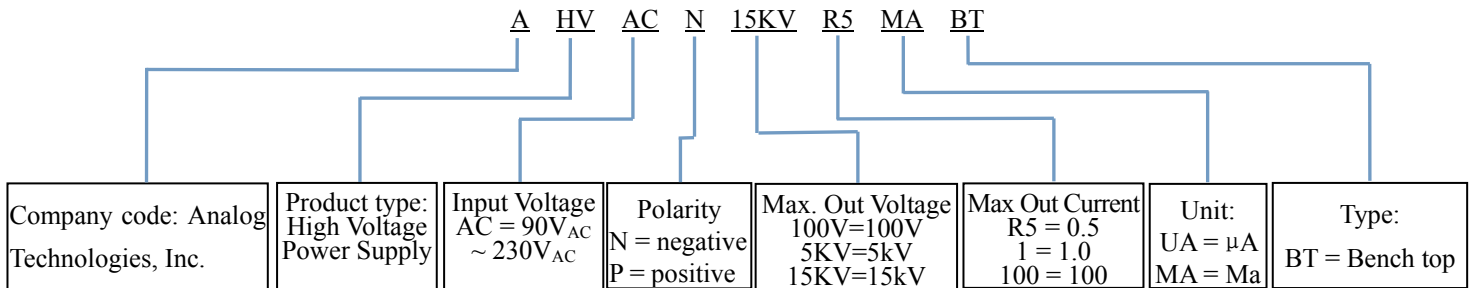 A HV AC N 15KV R5 MA BT
Company code: Analog
Technologies, Inc.
Product type:
High Voltage
Power Supply
Input Voltage
AC = 90VAC
~ 230VAC
Polarity
N = negative
P = positive
Max. Out Voltage
100V=100V
5KV=5kV
15KV=15kV
Max Out Current
R5 = 0.5
1 = 1.0
100 = 100
Unit:
UA = μA
MA = Ma
Type:
BT = Bench top